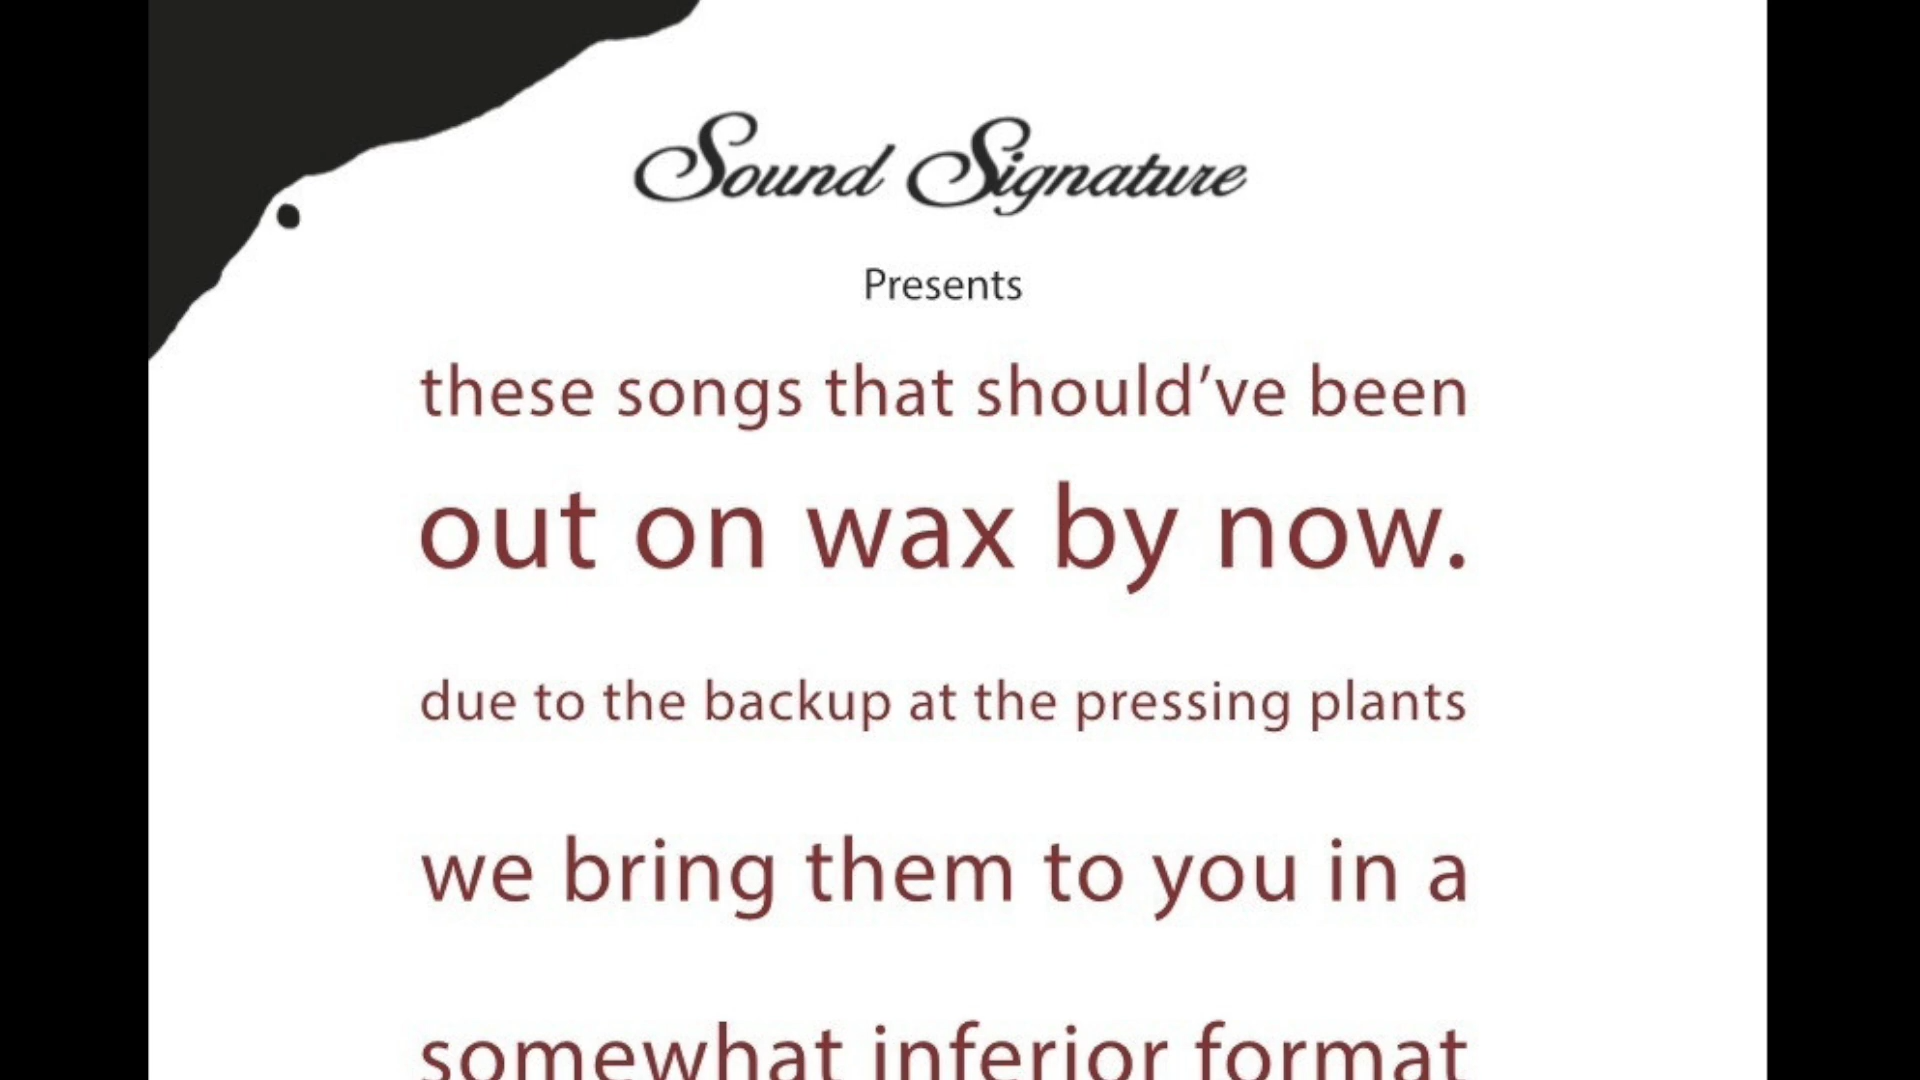 Sound Signature
Presents
these songs that should’ve been
out on wax by now.
due to the backup at the pressing plants
we bring them to you in a
somewhat inferior format